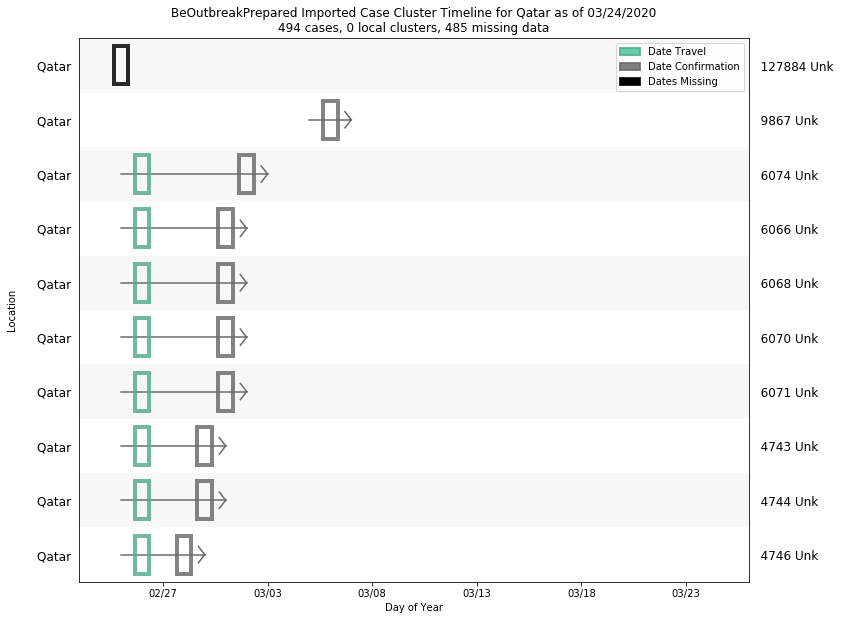 BeOutbreakPrepared Imported Case Cluster Timeline for Qatar as of 03/24/2020
494 cases, 0 local clusters, 485 missing data
Date Travel
Date Confirmation
Dates Missing
Qatar 127884 Unk
Qatar 9867 Unk
Qatar 6074 Unk
Qatar 6066 Unk
Qatar 6068 Unk
Qatar 6070 Unk
Qatar 6071 Unk
Qatar 4743 Unk
Qatar 4744 Unk
Qatar 4746 Unk
Location
02/27 03/03 03/08 03/13 03/18 03/23
Day of Year